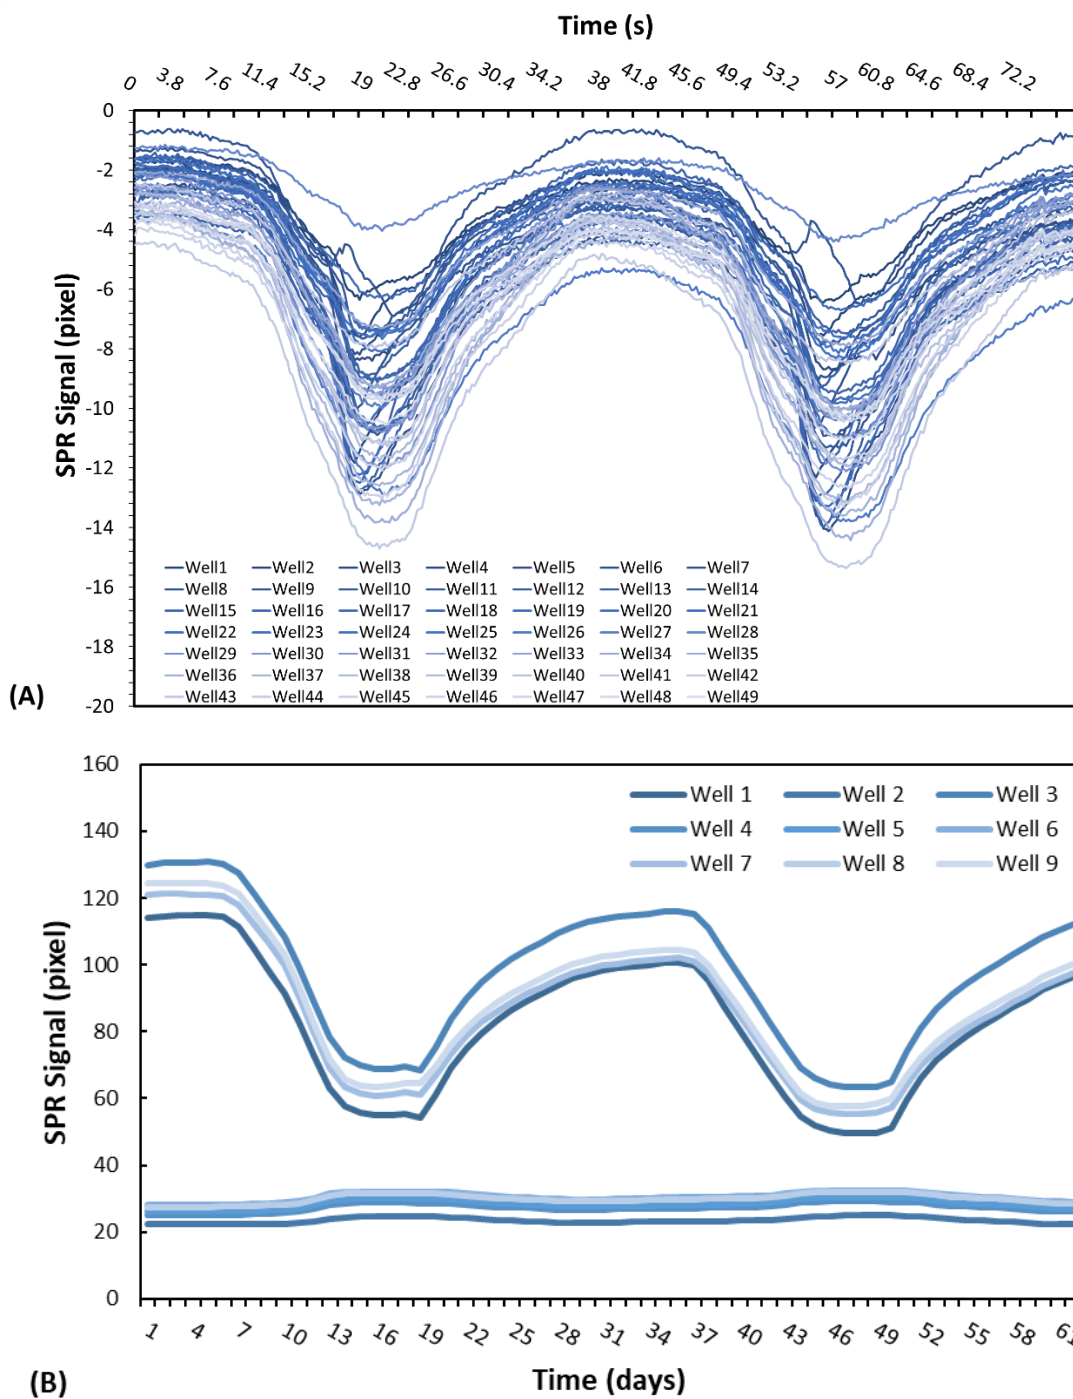 Time (s)
0 3.8 7.6 11.4 15.2 19 22.8 26.6 30.4 34.2 38 41.8 45.6 49.4 53.2 57 60.8 64.6 68.4 72.2
0
-2
-4
-6
-8
-10
-12
-14
-16
-18
-20
SPR Signal (pixel)
Well1 Well2 Well3 Well4 Well5 Well6 Well7
Well8 Well9 Well10 Well11 Well12 Well13 Well14
Well15 Well16 Well17 Well18 Well19 Well20 Well21
Well22 Well23 Well24 Well25 Well26 Well27 Well28
Well29 Well30 Well31 Well32 Well33 Well34 Well35
Well36 Well37 Well38 Well39 Well40 Well41 Well42
Well43 Well44 Well45 Well46 Well47 Well48 Well49
(A)
160
140
120
100
80
60
40
20
0
SPR Signal (pixel)
Well 1 Well 2 Well 3
Well 4 Well 5 Well 6
Well 7 Well 8 Well 9
1 4 7 10 13 16 19 22 25 28 31 34 37 40 43 46 49 52 55 58 61
Time (days)
(B)